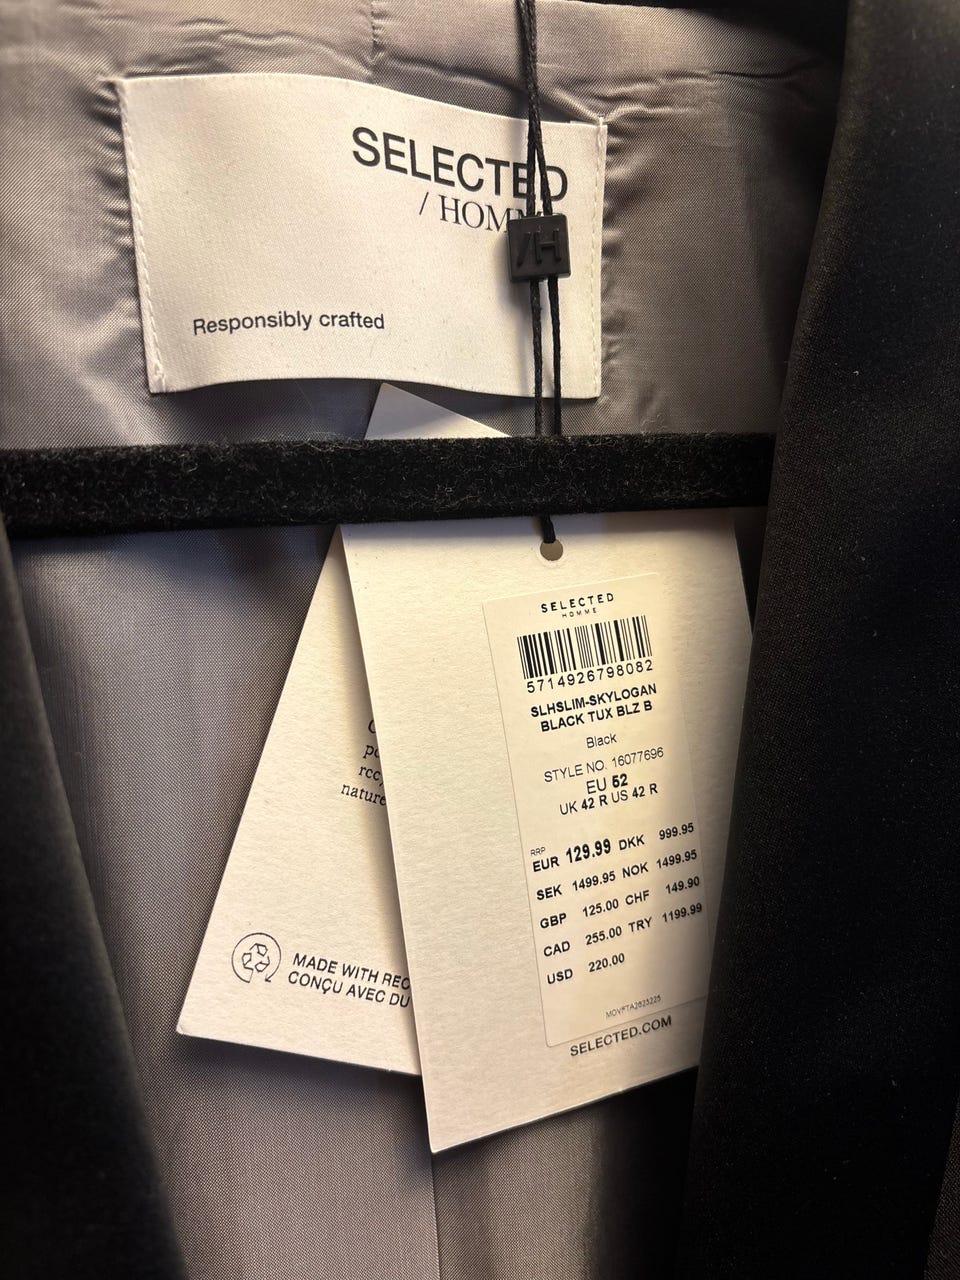 SELECTED
/ HOM
/H
Responsibly crafted
SELECTED
HOMME
5714926798082
SLHSLIM-SKYLOGAN
BLACK TUX BLZ B
Black
STYLE NO. 16077696
EU 52
UK 42 R US 42 R
RRP
EUR 129.99 DKK 999.95
SEK 1499.95 NOK 1499.95
GBP 125.00 CHF 149.90
CAD 255.00 TRY 1199.99
USD 220.00
SELECTED.COM
nature
MADE WITH REC
CONÇU AVEC DU